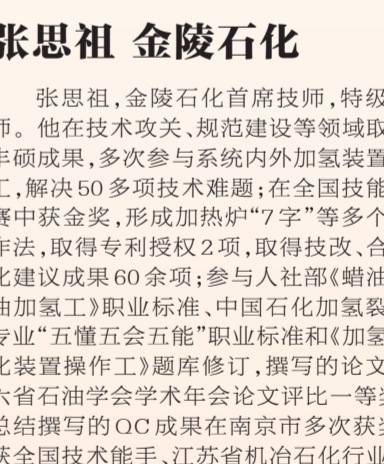 张思祖 金陵石化
张思祖,金陵石化首席技师,特级
师。他在技术攻关、规范建设等领域取
丰硕成果,多次参与系统内外加氢装置
工,解决50多项技术难题;在全国技能
赛中获金奖,形成加热炉“7字”等多个
作法,取得专利授权2项,取得技改、合
化建议成果60余项;参与人社部《蜡油
油加氢工》职业标准、中国石化加氢裂
专业“五懂五会五能”职业标准和《加氢
化装置操作工》题库修订,撰写的论文
六省石油学会学术年会论文评比一等奖
总结撰写的QC成果在南京市多次获奖
获全国技术能手、江苏省机冶石化行业